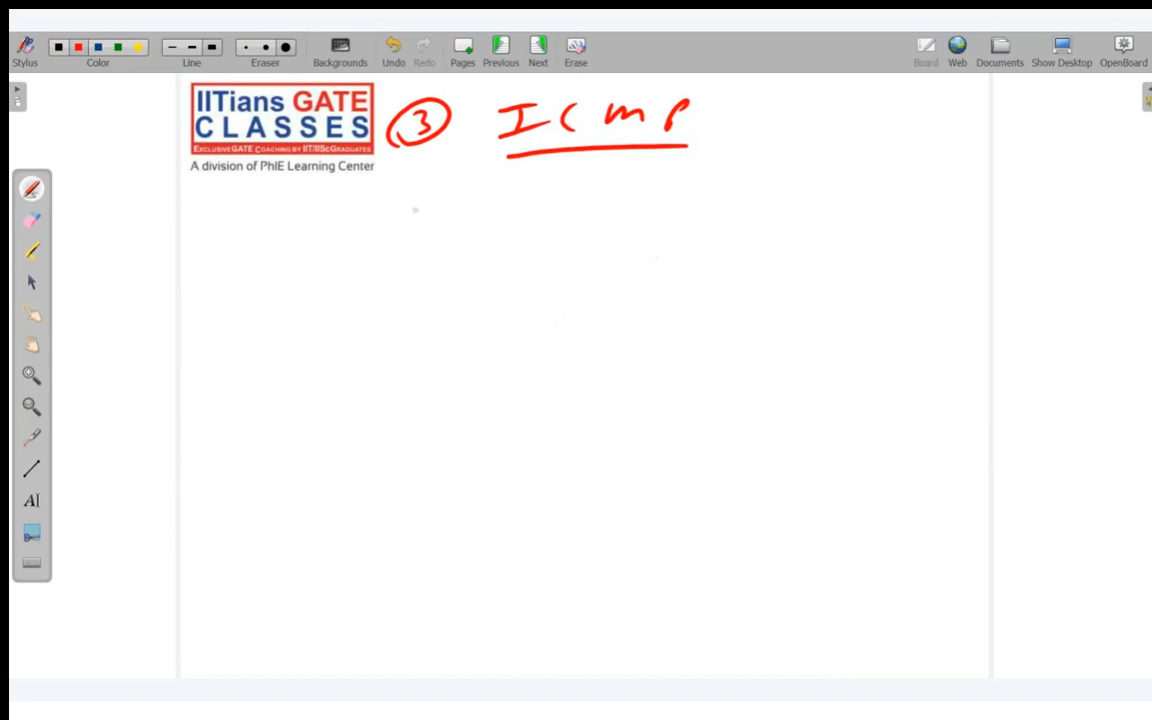 Stylus
Color
Line
Eraser
Backgrounds
Undo
Redo
Pages
Previous
Next
Erase
Board
Web
Documents
Show Desktop
OpenBoard
IITians GATE
CLASSES
EXCLUSIVE GATE COACHING BY IIT/IISc GRADUATES
A division of PhIE Learning Center
3 ICMP
AI